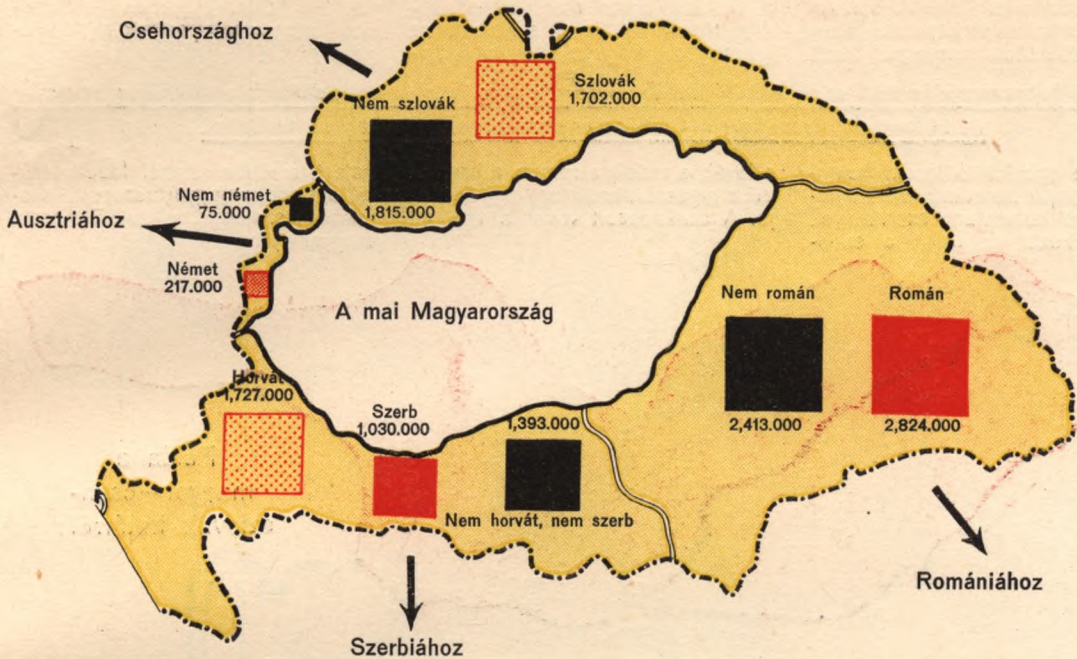 Csehországhoz
Szlovák
1,702.000
Nem szlovák
1,815.000
Nem német
75.000
Ausztriához
Német
217.000
A mai Magyarország
Nem román
2,413.000
Román
2,824.000
Horvát
1,727.000
Szerb
1,030.000
1,393.000
Nem horvát, nem szerb
Romániához
Szerbiához